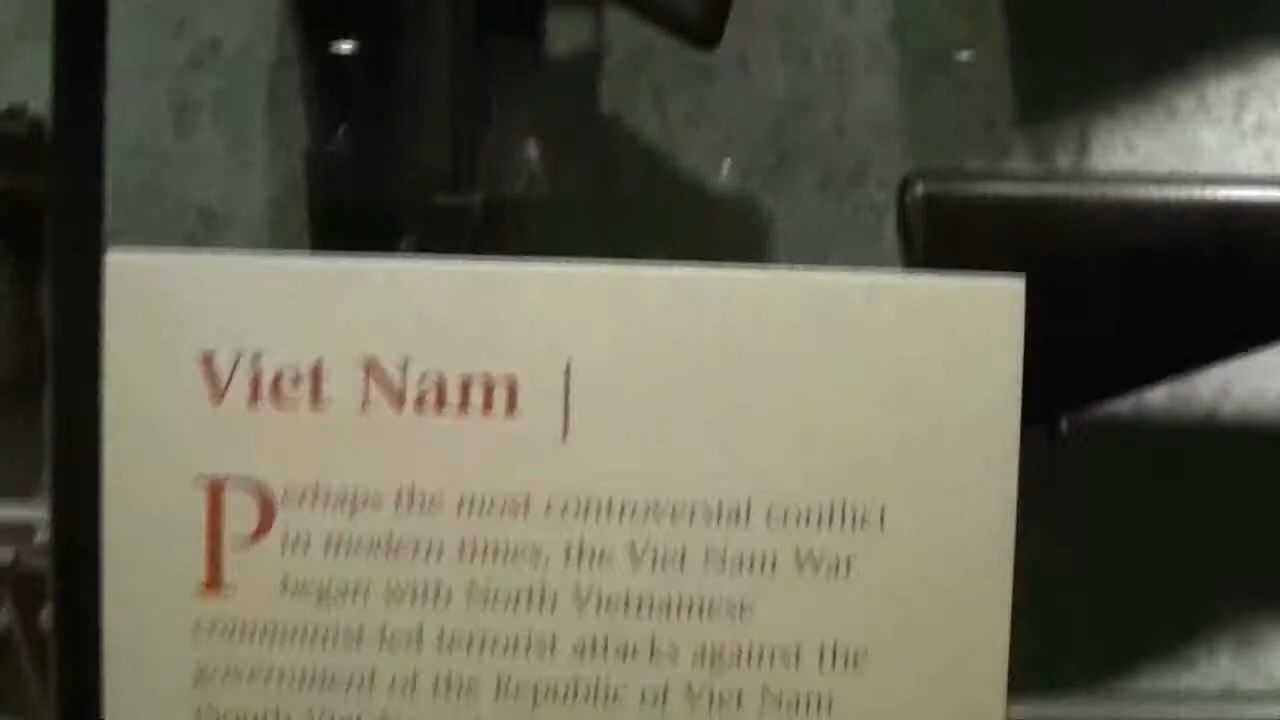 Viet Nam |
Perhaps the most controversial conflict
in modern times, the Viet Nam War
began with North Vietnamese
communist-led terrorist attacks against the
government of the Republic of Viet Nam